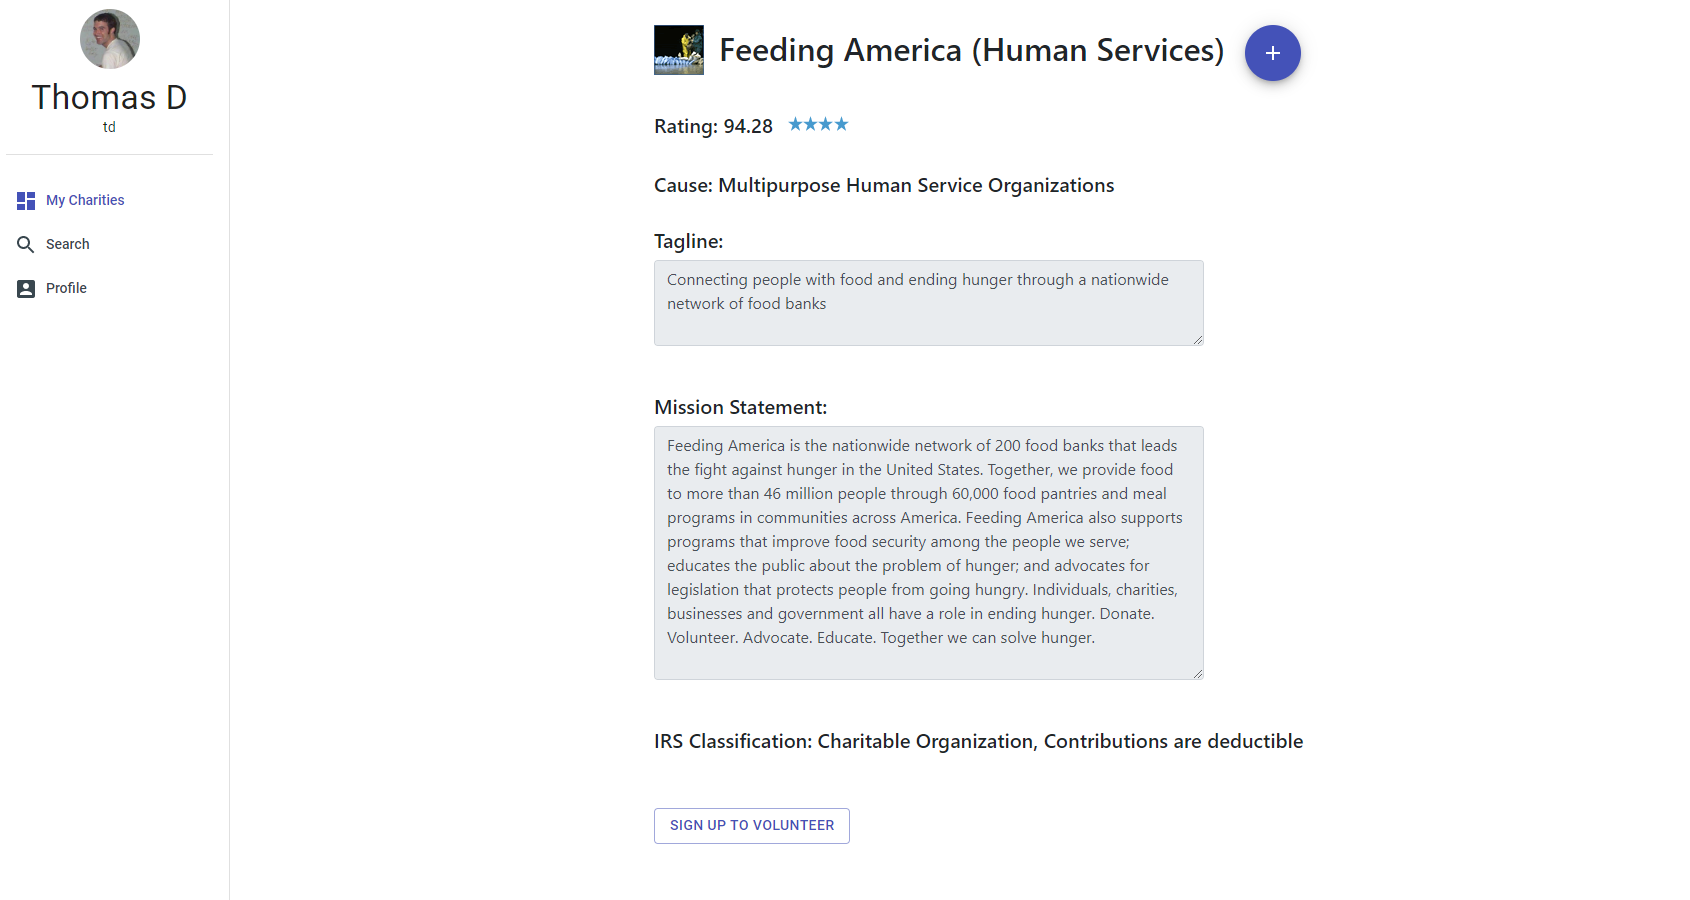 Thomas D
td
My Charities
Search
Profile
Feeding America (Human Services)
+
Rating: 94.28 ★★★★
Cause: Multipurpose Human Service Organizations
Tagline:
Connecting people with food and ending hunger through a nationwide
network of food banks
Mission Statement:
Feeding America is the nationwide network of 200 food banks that leads
the fight against hunger in the United States. Together, we provide food
to more than 46 million people through 60,000 food pantries and meal
programs in communities across America. Feeding America also supports
programs that improve food security among the people we serve;
educates the public about the problem of hunger; and advocates for
legislation that protects people from going hungry. Individuals, charities,
businesses and government all have a role in ending hunger. Donate.
Volunteer. Advocate. Educate. Together we can solve hunger.
IRS Classification: Charitable Organization, Contributions are deductible
SIGN UP TO VOLUNTEER